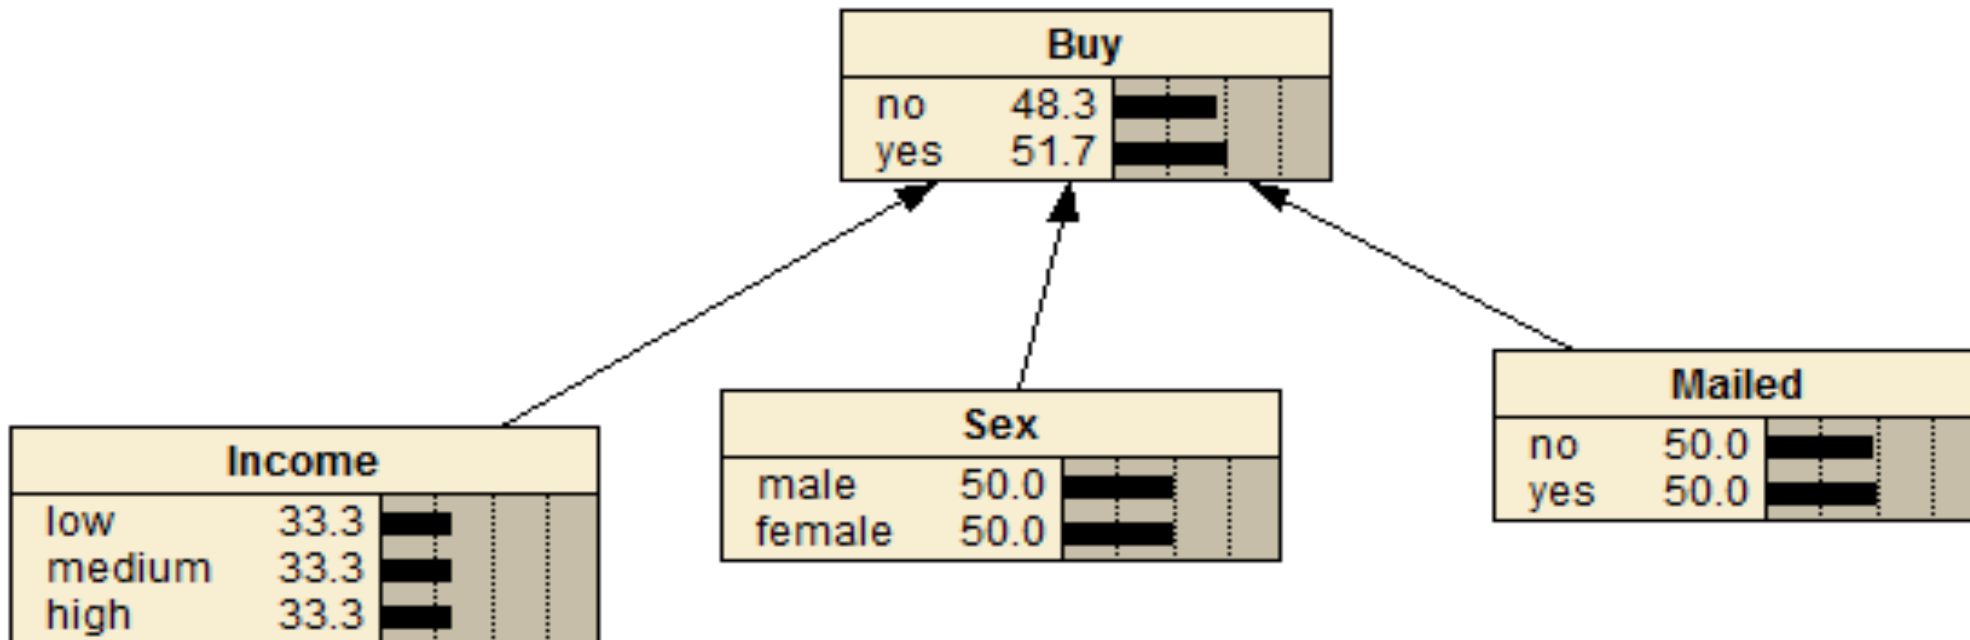 Buy
no 48.3
yes 51.7
Income
low 33.3
medium 33.3
high 33.3
Sex
male 50.0
female 50.0
Mailed
no 50.0
yes 50.0